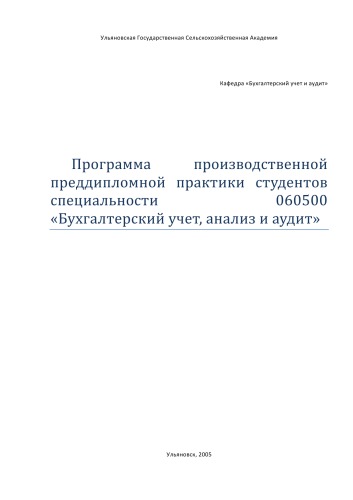 Ульяновская Государственная Сельскохозяйственная Академия
Кафедра «Бухгалтерский учет и аудит»
Программа производственной
преддипломной практики студентов
специальности 060500
«Бухгалтерский учет, анализ и аудит»
Ульяновск, 2005